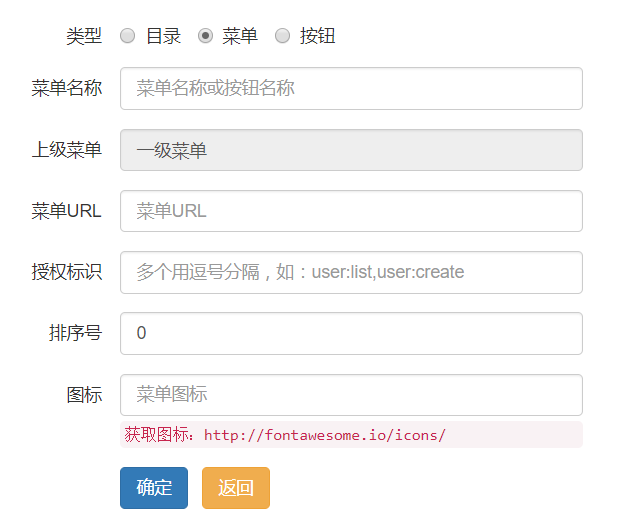 类型 目录 菜单 按钮
菜单名称 菜单名称或按钮名称
上级菜单 一级菜单
菜单URL 菜单URL
授权标识 多个用逗号分隔，如：user:list,user:create
排序号 0
图标 菜单图标
获取图标：http://fontawesome.io/icons/
确定 返回